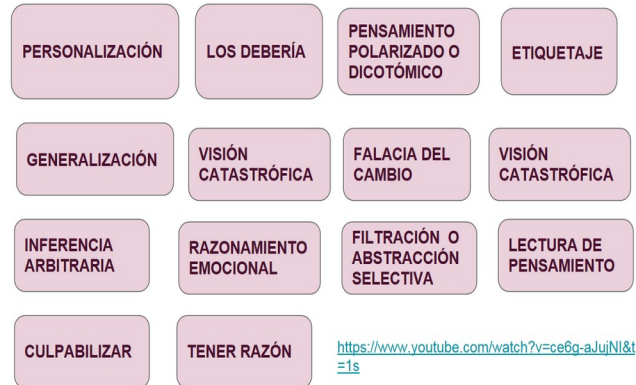 PERSONALIZACIÓN
LOS DEBERÍA
PENSAMIENTO
POLARIZADO O
DICOTÓMICO
ETIQUETAJE
GENERALIZACIÓN
VISIÓN
CATASTRÓFICA
FALACIA DEL
CAMBIO
VISIÓN
CATASTRÓFICA
INFERENCIA
ARBITRARIA
RAZONAMIENTO
EMOCIONAL
FILTRACIÓN O
ABSTRACCIÓN
SELECTIVA
LECTURA DE
PENSAMIENTO
CULPABILIZAR
TENER RAZÓN
https://www.youtube.com/watch?v=ce6g-aJujNI&t
=1s